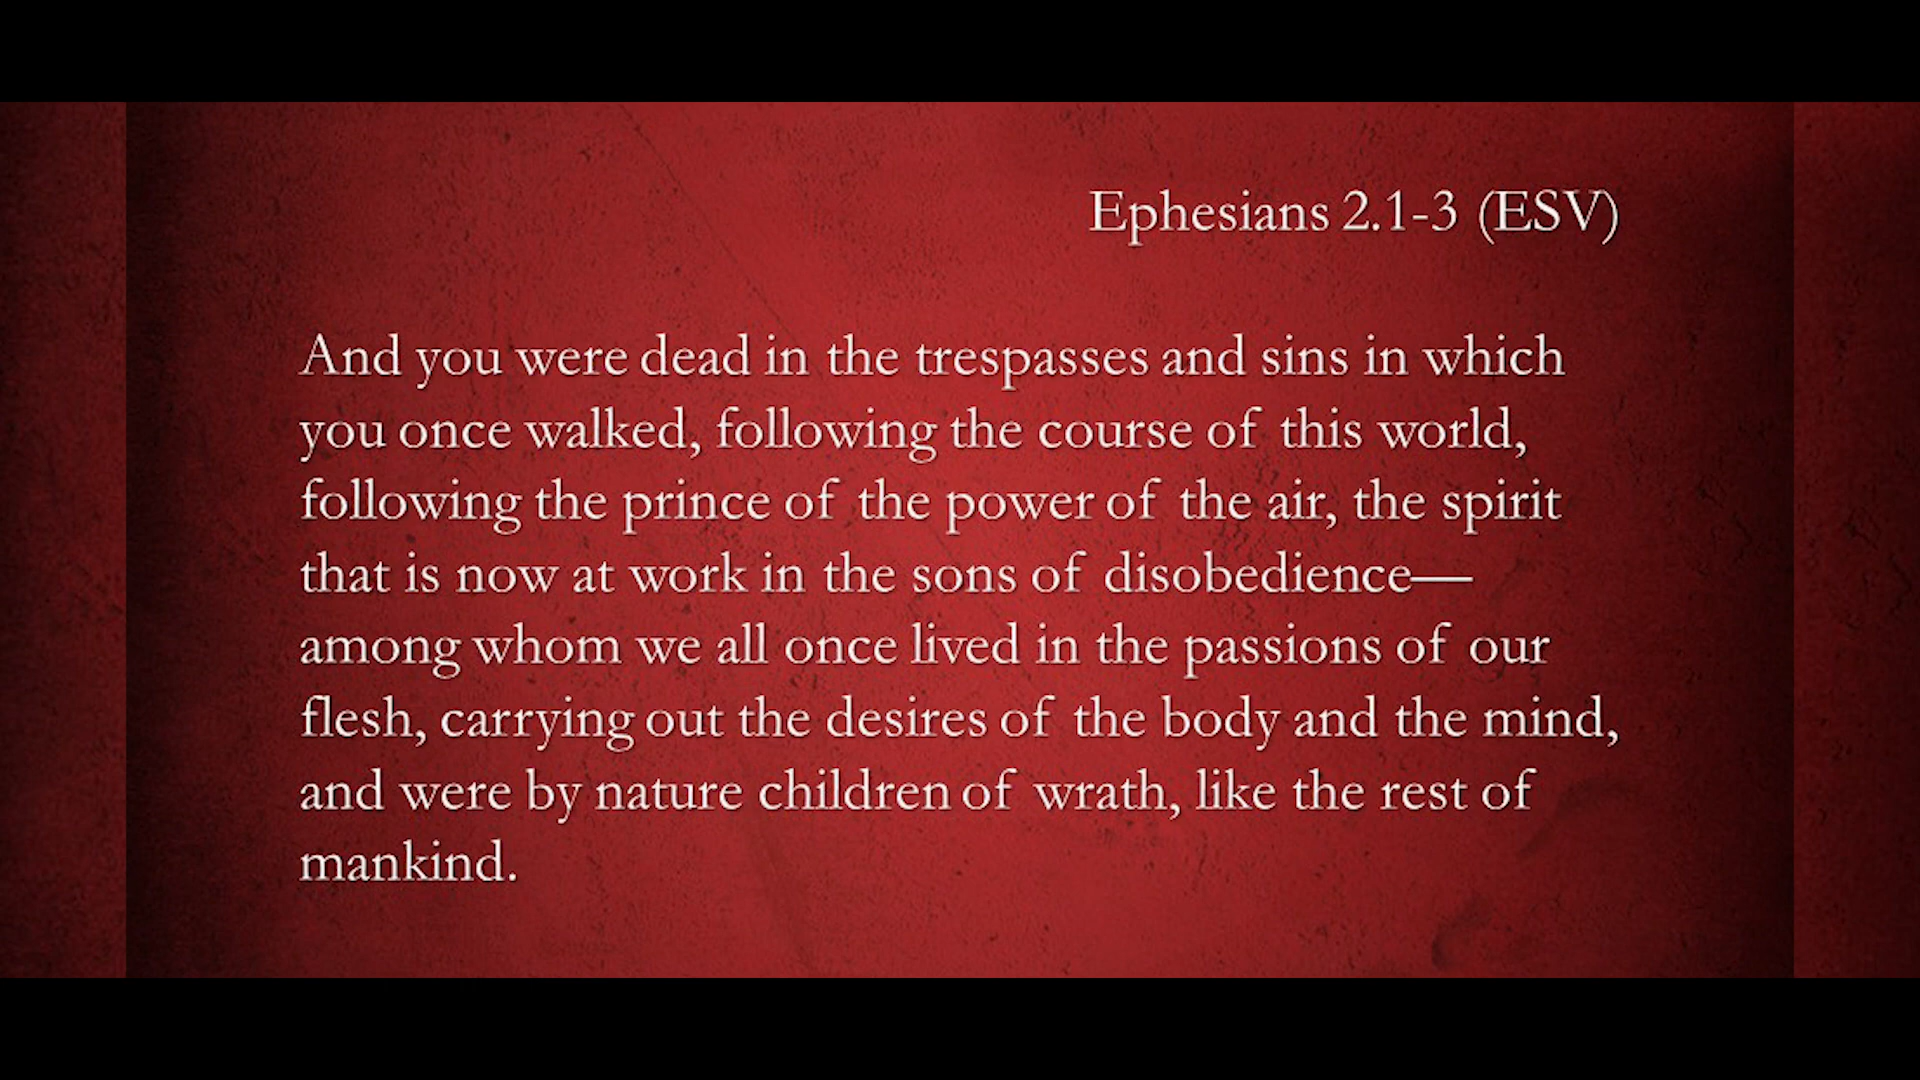 Ephesians 2.1-3 (ESV)
And you were dead in the trespasses and sins in which
you once walked, following the course of this world,
following the prince of the power of the air, the spirit
that is now at work in the sons of disobedience—
among whom we all once lived in the passions of our
flesh, carrying out the desires of the body and the mind,
and were by nature children of wrath, like the rest of
mankind.